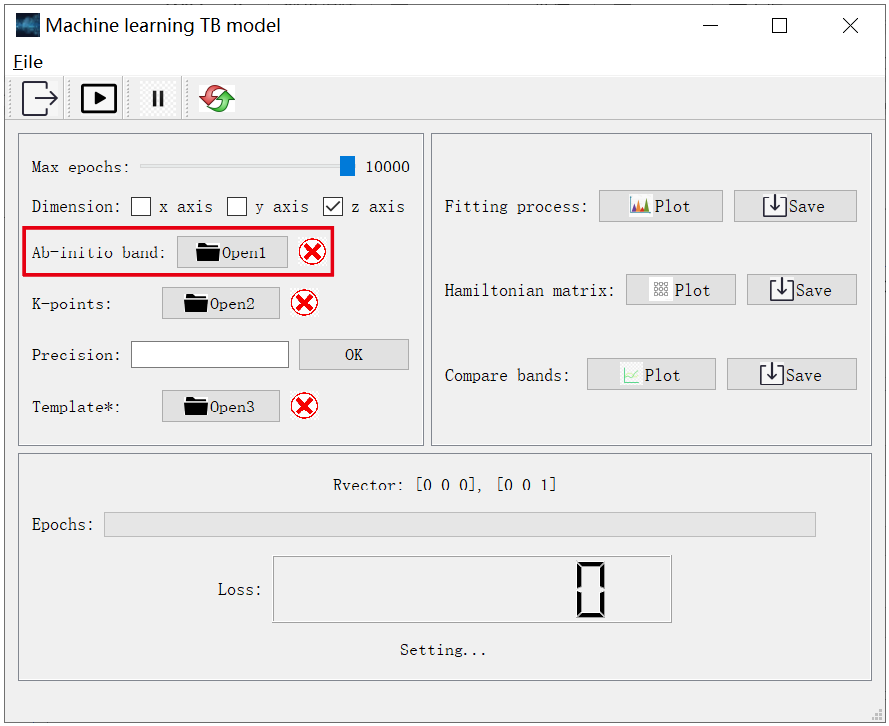 Machine learning TB model
File
Max epochs: 10000
Dimension: x axis y axis z axis
Ab-initio band: Open1
K-points: Open2
Precision: OK
Template*: Open3
Fitting process: Plot Save
Hamiltonian matrix: Plot Save
Compare bands: Plot Save
Rvector: [0 0 0], [0 0 1]
Epochs:
Loss: 0
Setting...